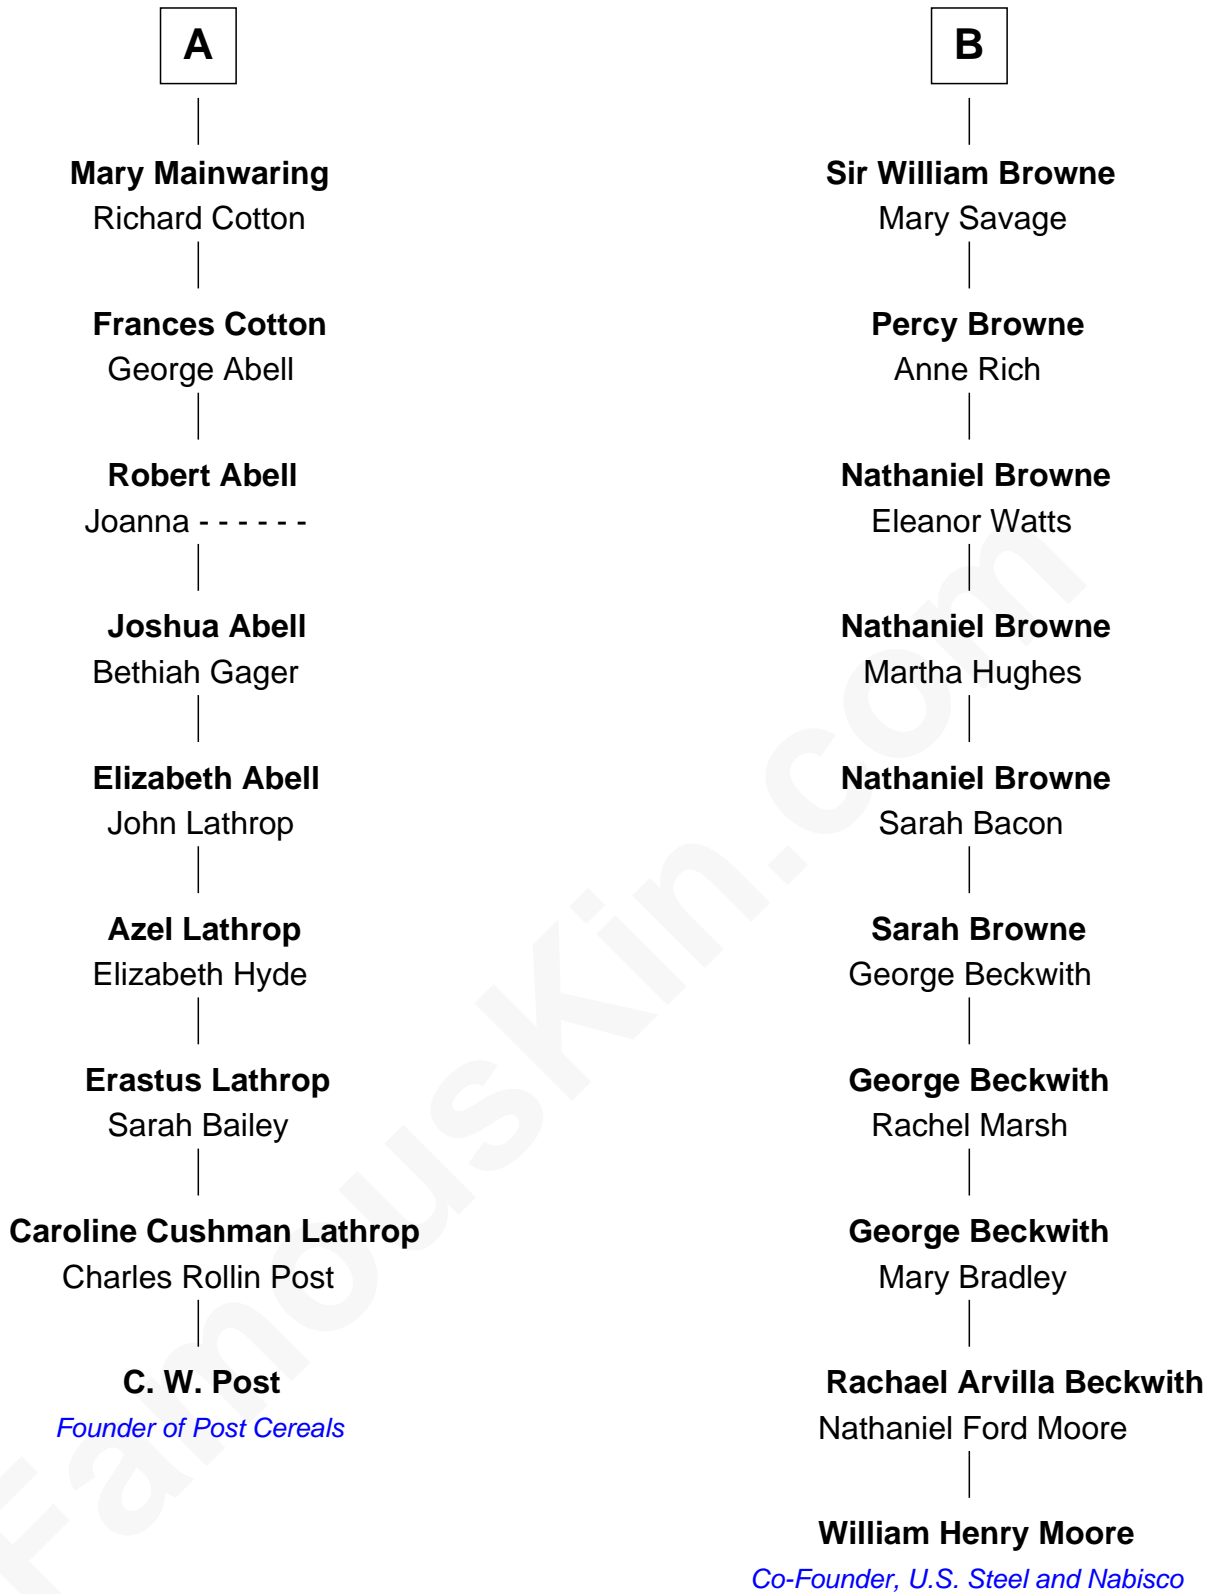 A
Mary Mainwaring
Richard Cotton
Frances Cotton
George Abell
Robert Abell
Joanna - - - - - -
Joshua Abell
Bethiah Gager
Elizabeth Abell
John Lathrop
Azel Lathrop
Elizabeth Hyde
Erastus Lathrop
Sarah Bailey
Caroline Cushman Lathrop
Charles Rollin Post
C. W. Post
Founder of Post Cereals
B
Sir William Browne
Mary Savage
Percy Browne
Anne Rich
Nathaniel Browne
Eleanor Watts
Nathaniel Browne
Martha Hughes
Nathaniel Browne
Sarah Bacon
Sarah Browne
George Beckwith
George Beckwith
Rachel Marsh
George Beckwith
Mary Bradley
Rachael Arvilla Beckwith
Nathaniel Ford Moore
William Henry Moore
Co-Founder, U.S. Steel and Nabisco
FamousKin.com